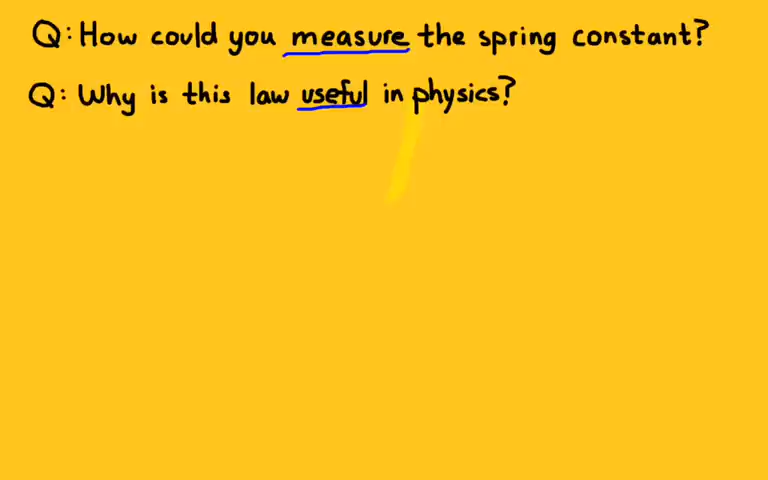 Q: How could you measure the spring constant?
Q: Why is this law useful in physics?